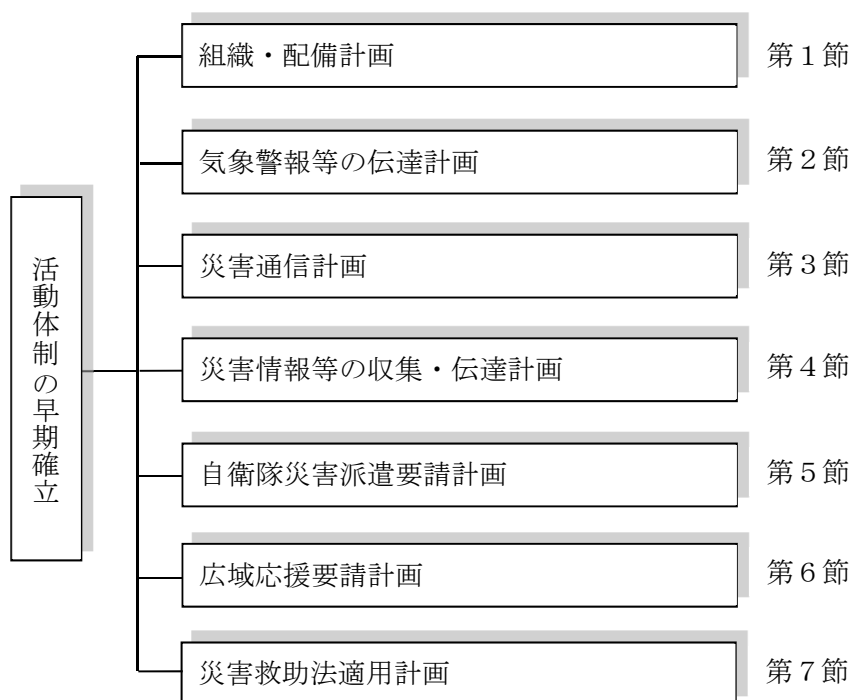 活動体制の早期確立
組織・配備計画 第１節
気象警報等の伝達計画 第２節
災害通信計画 第３節
災害情報等の収集・伝達計画 第４節
自衛隊災害派遣要請計画 第５節
広域応援要請計画 第６節
災害救助法適用計画 第７節